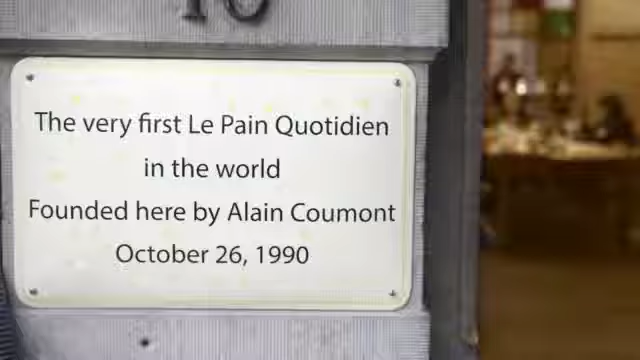 The very first Le Pain Quotidien
in the world
Founded here by Alain Coumont
October 26, 1990